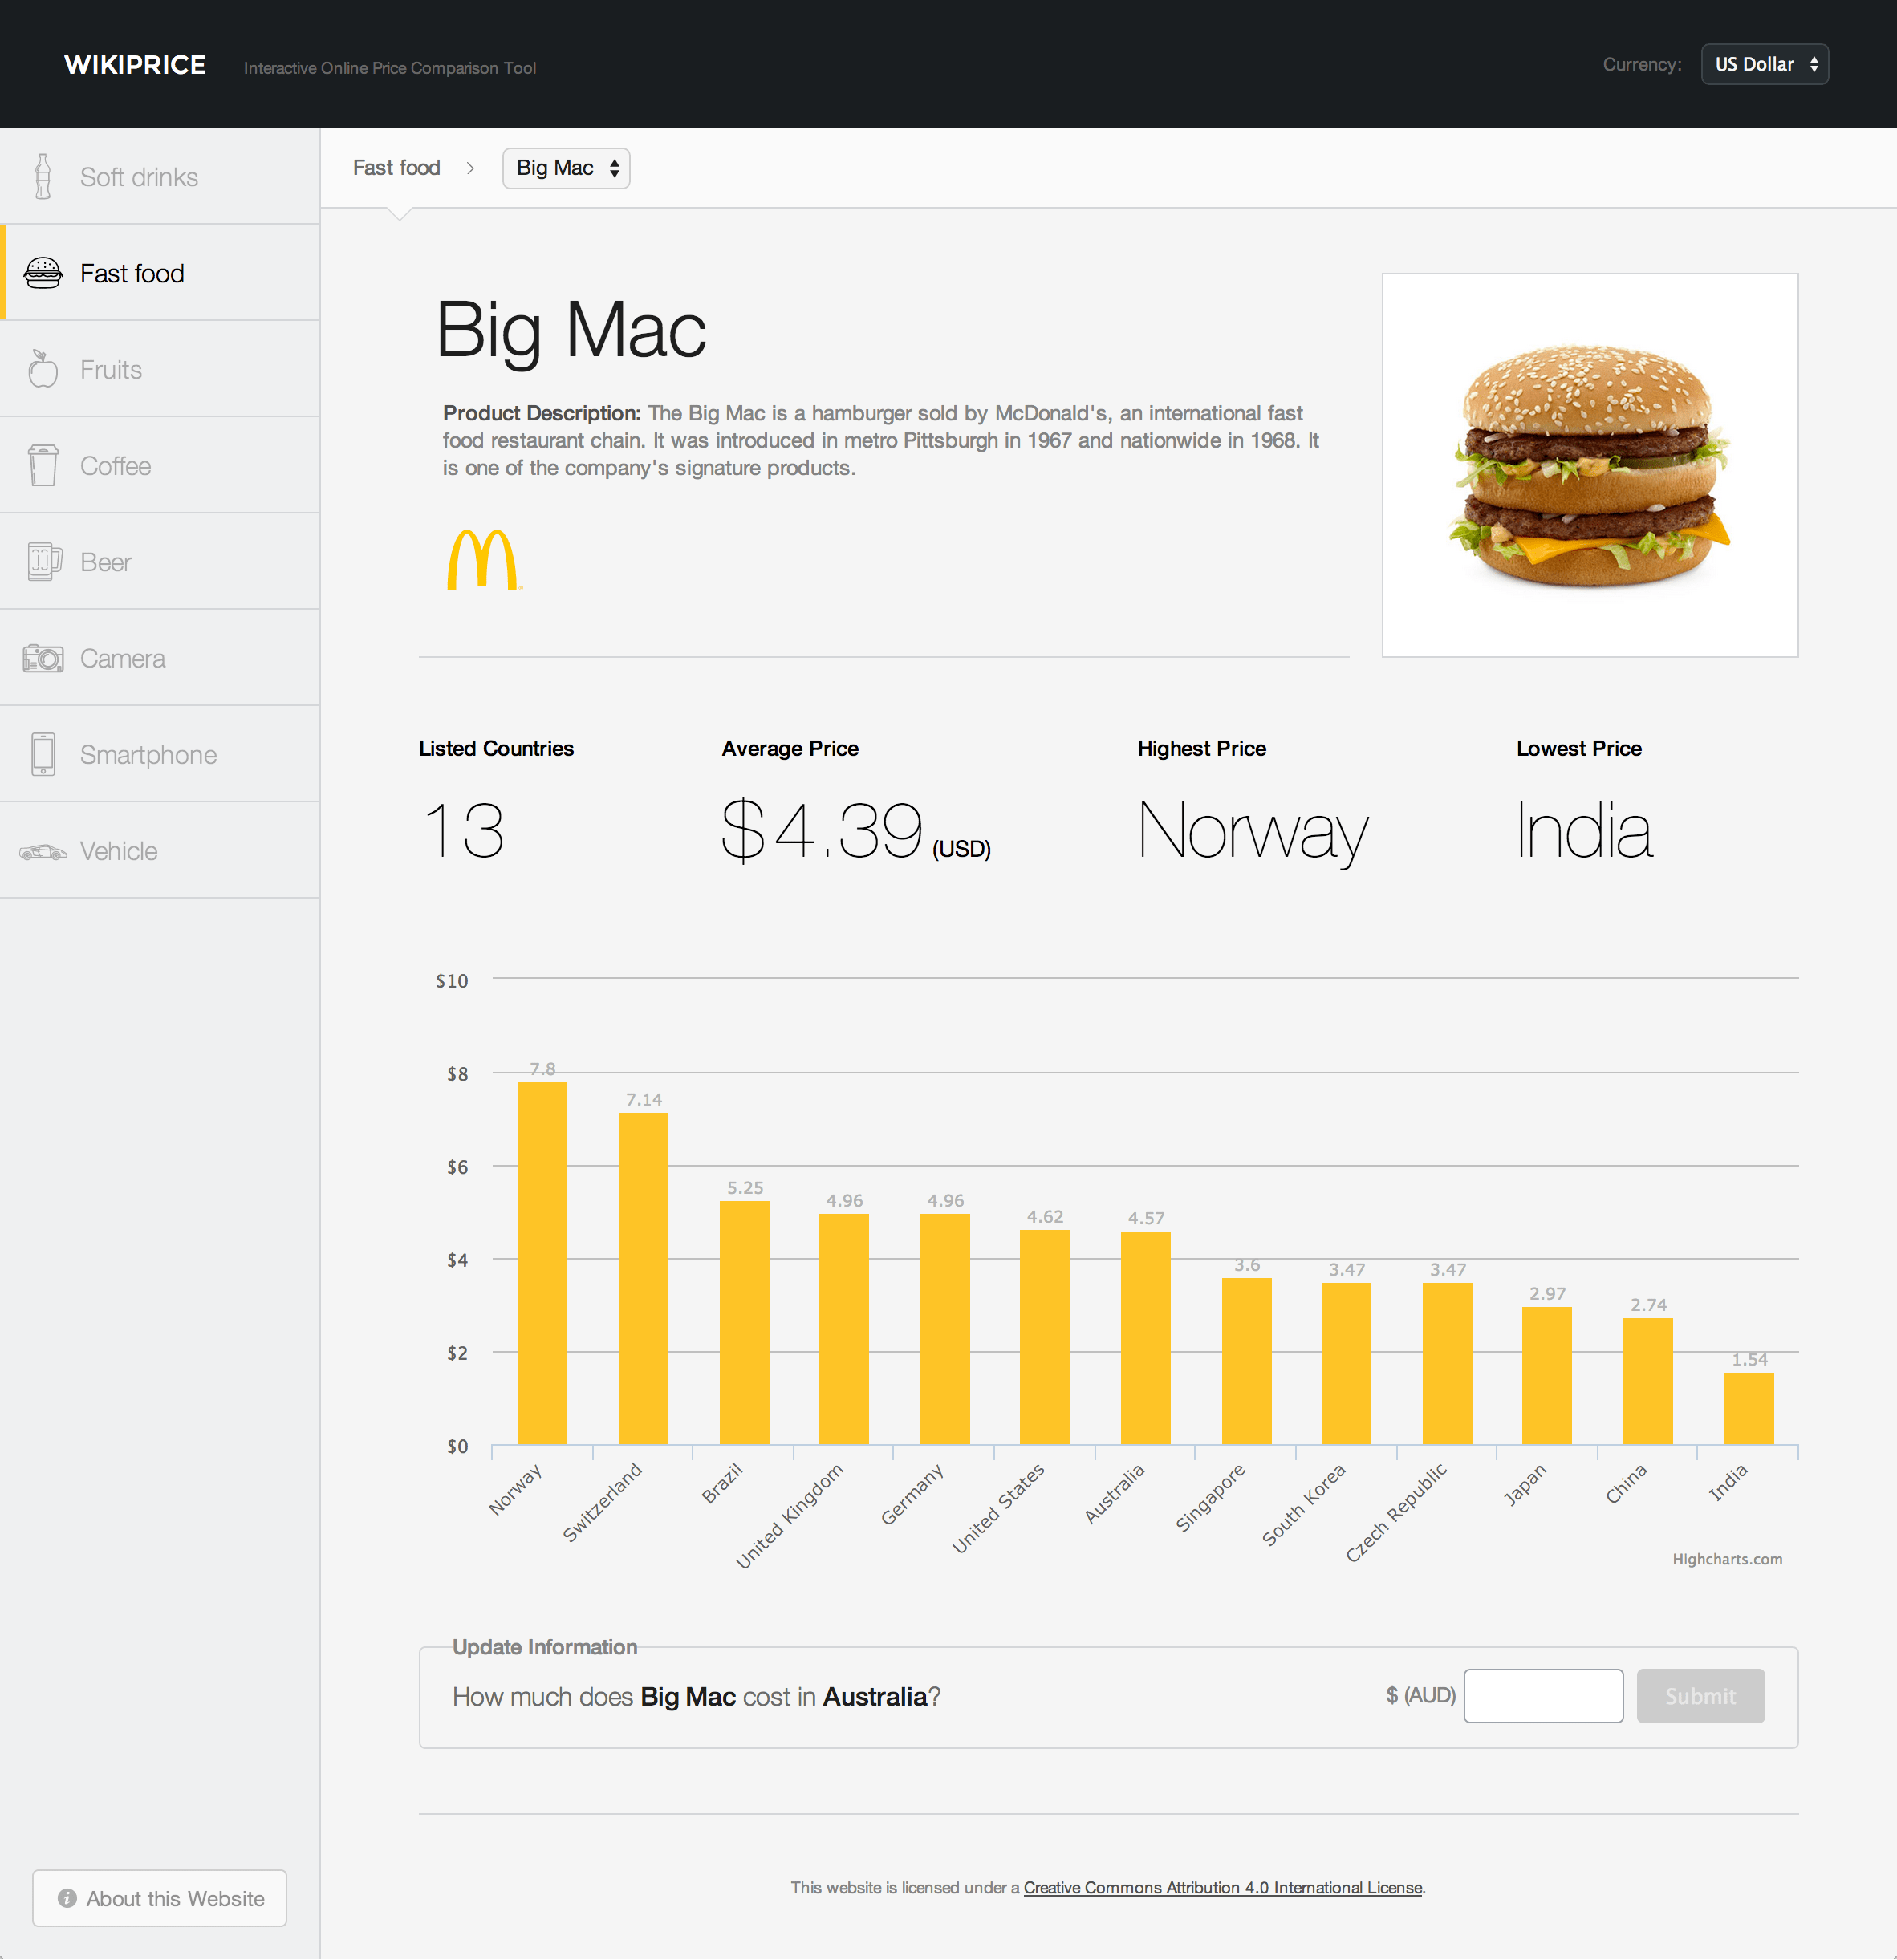 WIKIPRICE
Interactive Online Price Comparison Tool
Currency:
US Dollar
Soft drinks
Fast food
Fruits
Coffee
Beer
Camera
Smartphone
Vehicle
About this Website
Fast food
Big Mac
Big Mac
Product Description: The Big Mac is a hamburger sold by McDonald's, an international fast
food restaurant chain. It was introduced in metro Pittsburgh in 1967 and nationwide in 1968. It
is one of the company's signature products.
Listed Countries
13
Average Price
$4.39 (USD)
Highest Price
Norway
Lowest Price
India
$10
$8
$6
$4
$2
$0
7.8
7.14
5.25
4.96
4.96
4.62
4.57
3.6
3.47
3.47
2.97
2.74
1.54
Norway
Switzerland
Brazil
United Kingdom
Germany
United States
Australia
Singapore
South Korea
Czech Republic
Japan
China
India
Highcharts.com
Update Information
How much does Big Mac cost in Australia?
$ (AUD)
Submit
This website is licensed under a Creative Commons Attribution 4.0 International License.